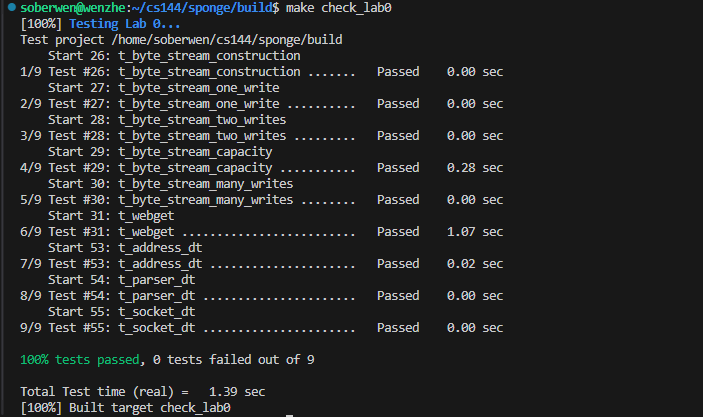 soberwen@wenzhe:~/cs144/sponge/build$ make check_lab0
[100%] Testing Lab 0...
Test project /home/soberwen/cs144/sponge/build
    Start 26: t_byte_stream_construction
1/9 Test #26: t_byte_stream_construction .......   Passed    0.00 sec
    Start 27: t_byte_stream_one_write
2/9 Test #27: t_byte_stream_one_write ..........   Passed    0.00 sec
    Start 28: t_byte_stream_two_writes
3/9 Test #28: t_byte_stream_two_writes .........   Passed    0.00 sec
    Start 29: t_byte_stream_capacity
4/9 Test #29: t_byte_stream_capacity ...........   Passed    0.28 sec
    Start 30: t_byte_stream_many_writes
5/9 Test #30: t_byte_stream_many_writes ........   Passed    0.00 sec
    Start 31: t_webget
6/9 Test #31: t_webget .........................   Passed    1.07 sec
    Start 53: t_address_dt
7/9 Test #53: t_address_dt .....................   Passed    0.02 sec
    Start 54: t_parser_dt
8/9 Test #54: t_parser_dt ......................   Passed    0.00 sec
    Start 55: t_socket_dt
9/9 Test #55: t_socket_dt ......................   Passed    0.00 sec
100% tests passed, 0 tests failed out of 9
Total Test time (real) =   1.39 sec
[100%] Built target check_lab0